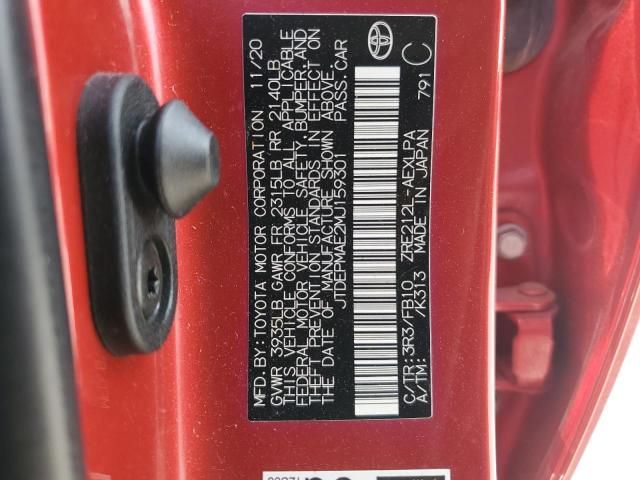 MFD.BY:TOYOTA MOTOR CORPORATION 11/20
GVWR 3935LB GAWR FR 2315LB RR 2140LB
THIS VEHICLE CONFORMS TO ALL APPLICABLE
FEDERAL MOTOR VEHICLE SAFETY, BUMPER, AND
THEFT PREVENTION STANDARDS IN EFFECT ON
THE DATE OF MANUFACTURE SHOWN ABOVE.
JTDEPMAE2MJ159301 PASS.CAR
C/TR:3R3/FB10 ZRE212L-AEXLPA
A/TM: /K313 MADE IN JAPAN 791 C